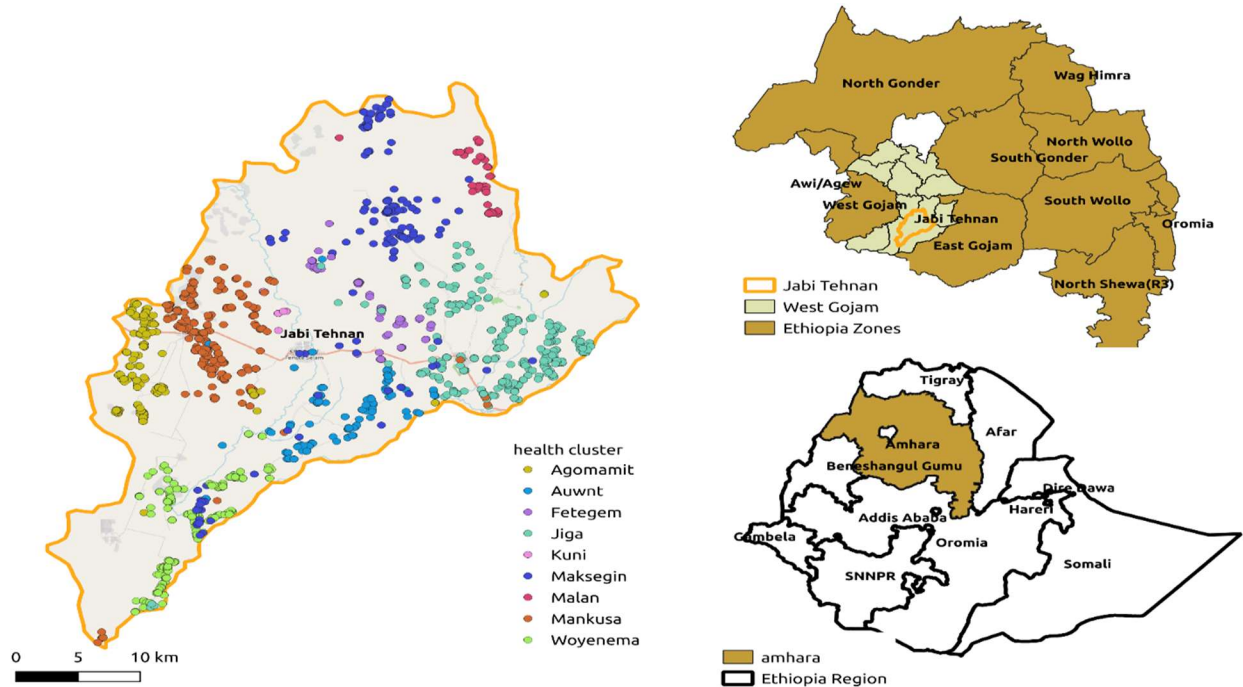 Jabi Tehnan
health cluster
Agomamit
Auwnt
Fetegem
Jiga
Kuni
Maksegin
Malan
Mankusa
Woyenema
0 5 10 km
North Gonder
Wag Himra
North Wollo
South Gonder
Awi/Agew
West Gojam
South Wollo
Jabi Tehnan
Oromia
East Gojam
North Shewa(R3)
Jabi Tehnan
West Gojam
Ethiopia Zones
Tigray
Afar
Amhara
Beneshangul Gumu
Dire Dawa
Hareri
Addis Ababa
Gambela
Oromia
Somali
SNNPR
amhara
Ethiopia Region